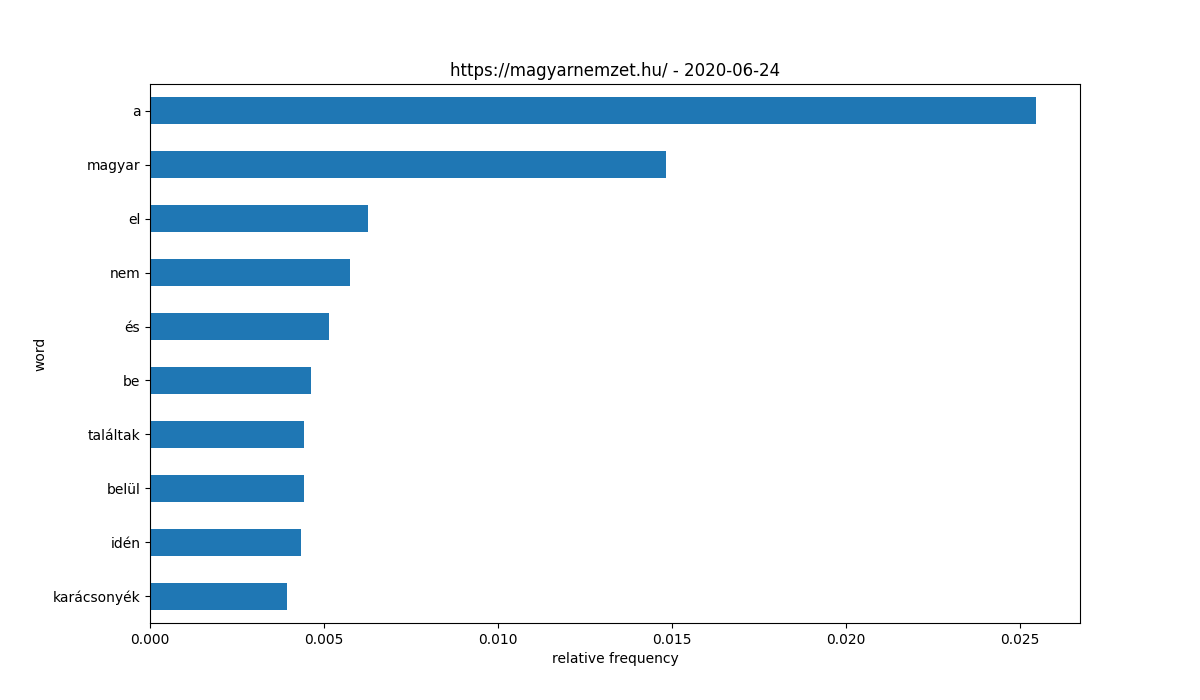 https://magyarnemzet.hu/ - 2020-06-24
a
magyar
el
nem
és
be
találtak
belül
idén
karácsonyék
word
0.000 0.005 0.010 0.015 0.020 0.025
relative frequency